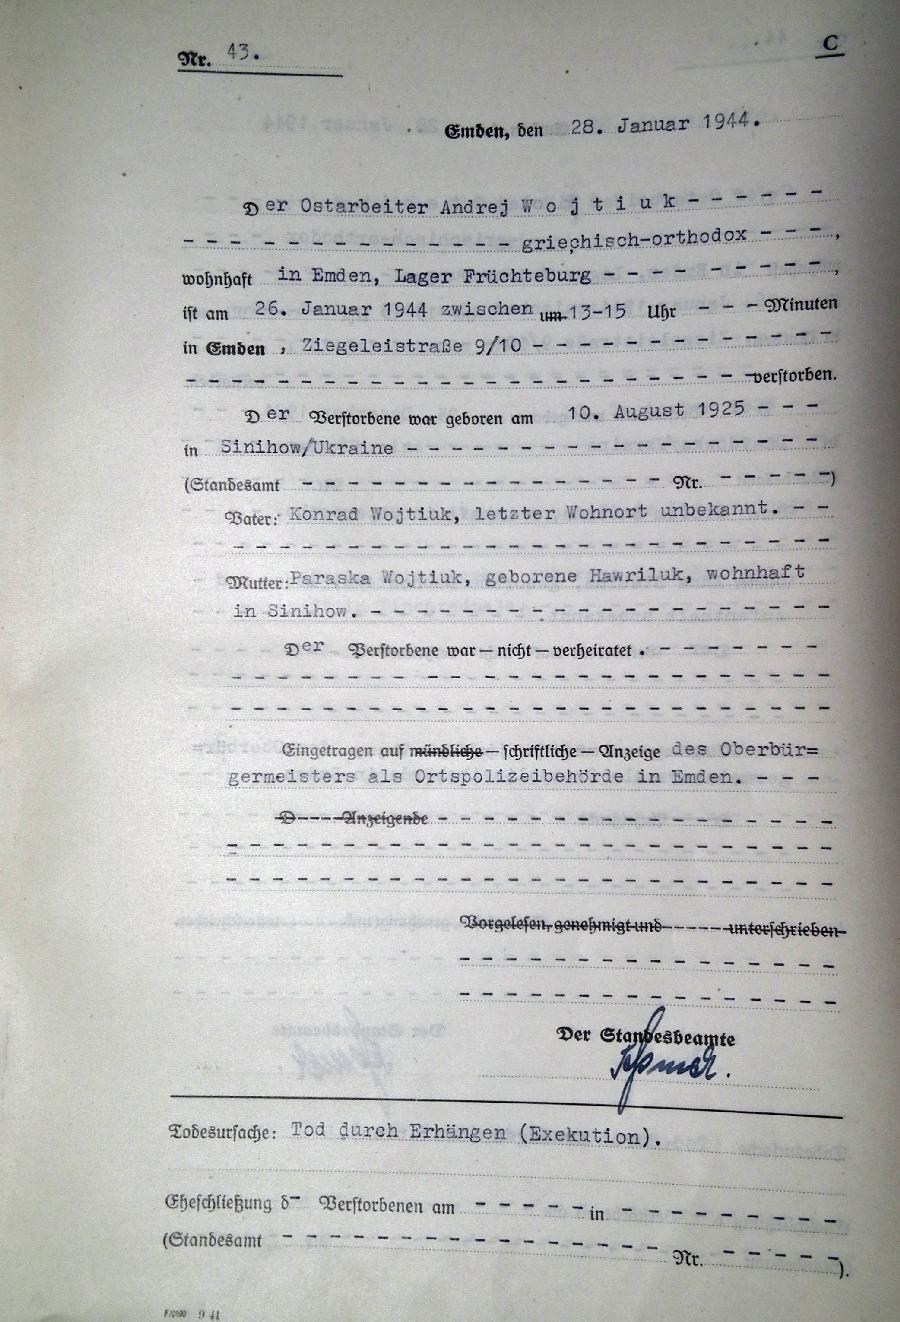 Nr. 43.
C
Emden, den 28. Januar 1944.
Der Ostarbeiter Andrej W o j t i u k - - - - - -
- - - - - - - - - - - - - - griechisch-orthodox - - - ,
wohnhaft in Emden, Lager Früchteburg - - - - - - - - - ,
ist am 26. Januar 1944 zwischen um 13-15 Uhr - - - Minuten
in Emden , Ziegeleistraße 9/10 - - - - - - - - - - - - -
- - - - - - - - - - - - - - - - - - - - - - - - - verstorben.
Der Verstorbene war geboren am 10. August 1925 - - -
in Sinihow/Ukraine - - - - - - - - - - - - - - - - - -
(Standesamt - - - - - - - - - - - - - - - - Nr. - - - - - )
Vater: Konrad Wojtiuk, letzter Wohnort unbekannt. - -
- - - - - - - - - - - - - - - - - - - - - - - - - -
Mutter: Paraska Wojtiuk, geborene Hawriluk, wohnhaft
in Sinihow. - - - - - - - - - - - - - - - - - - - - -
Der Verstorbene war — nicht — verheiratet . - - - - - - -
- - - - - - - - - - - - - - - - - - - - - - - - - -
- - - - - - - - - - - - - - - - - - - - - - - - - -
Eingetragen auf mündliche — schriftliche — Anzeige des Oberbür=
germeisters als Ortspolizeibehörde in Emden. - - -
D - - - - Anzeigende - - - - - - - - - - - - - - - - - -
- - - - - - - - - - - - - - - - - - - - - - - - - -
- - - - - - - - - - - - - - - - - - - - - - - - - -
Vorgelesen, genehmigt und - - - - - unterschrieben
- - - - - - - - - - - - - - - -
- - - - - - - - - - - - - - - -
Der Standesbeamte
Todesursache: Tod durch Erhängen (Exekution).
Eheschließung d- Verstorbenen am - - - - - in - - - - - - - - -
(Standesamt - - - - - - - - - - - - - - - - Nr. - - - - - ).